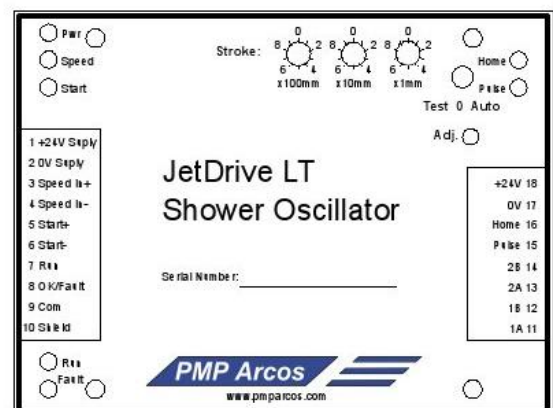 Pwr
Speed
Start
Stroke:
0
8 2
6 4
x100mm
0
8 2
6 4
x10mm
0
8 2
6 4
x1mm
Home
Pulse
Test 0 Auto
Adj.
1 +24V Suply
2 0V Suply
3 Speed In+
4 Speed In-
5 Start+
6 Start-
7 Run
8 OK/Fault
9 Com
10 Shield
JetDrive LT
Shower Oscillator
Serial Number:
+24V 18
0V 17
Home 16
Pulse 15
2B 14
2A 13
1B 12
1A 11
Run
Fault
PMP Arcos
www.pmparcos.com